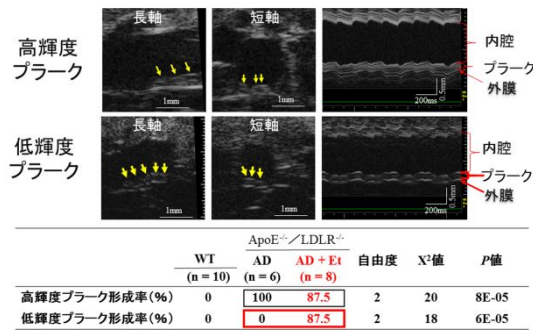 長軸
短軸
高輝度
プラーク
内腔
プラーク
外膜
0.5mm
1mm
1mm
200ms
長軸
短軸
低輝度
プラーク
内腔
プラーク
外膜
0.5mm
1mm
1mm
200ms
ApoE-/-/LDLR-/-
WT AD AD + Et 自由度 X²値 P値
(n = 10) (n = 6) (n = 8)
高輝度プラーク形成率(%) 0 100 87.5 2 20 8E-05
低輝度プラーク形成率(%) 0 0 87.5 2 18 6E-05